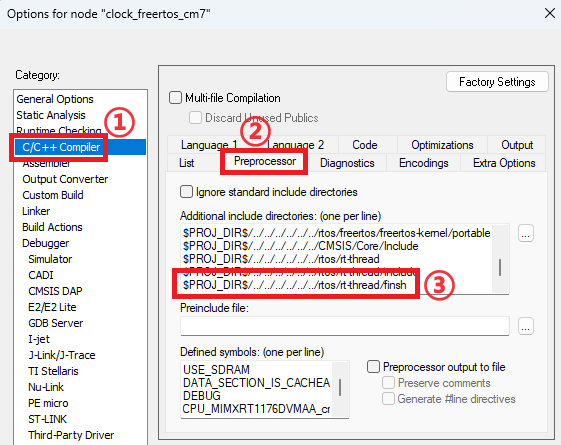 Options for node "clock_freertos_cm7"
Category:
General Options
Static Analysis
Runtime Checking
C/C++ Compiler
Assembler
Output Converter
Custom Build
Linker
Build Actions
Debugger
Simulator
CADI
CMSIS DAP
E2/E2 Lite
GDB Server
I-jet
J-Link/J-Trace
TI Stellaris
Nu-Link
PE micro
ST-LINK
Third-Party Driver
①
Factory Settings
Multi-file Compilation
Discard Unused Publics
②
Language 1 Language 2 Code Optimizations Output
List Preprocessor Diagnostics Encodings Extra Options
Ignore standard include directories
Additional include directories: (one per line)
$PROJ_DIR$/../../../../../../rtos/freertos/freertos-kernel/portable
$PROJ_DIR$/../../../../../../CMSIS/Core/Include
$PROJ_DIR$/../../../../../../rtos/rt-thread
$PROJ_DIR$/../../../../../../rtos/rt-thread/include
$PROJ_DIR$/../../../../../../rtos/rt-thread/finsh
...
③
Preinclude file:
...
Defined symbols: (one per line)
USE_SDRAM
DATA_SECTION_IS_CACHEA
DEBUG
CPU_MIMXRT1176DVMAA_cm
Preprocessor output to file
Preserve comments
Generate #line directives